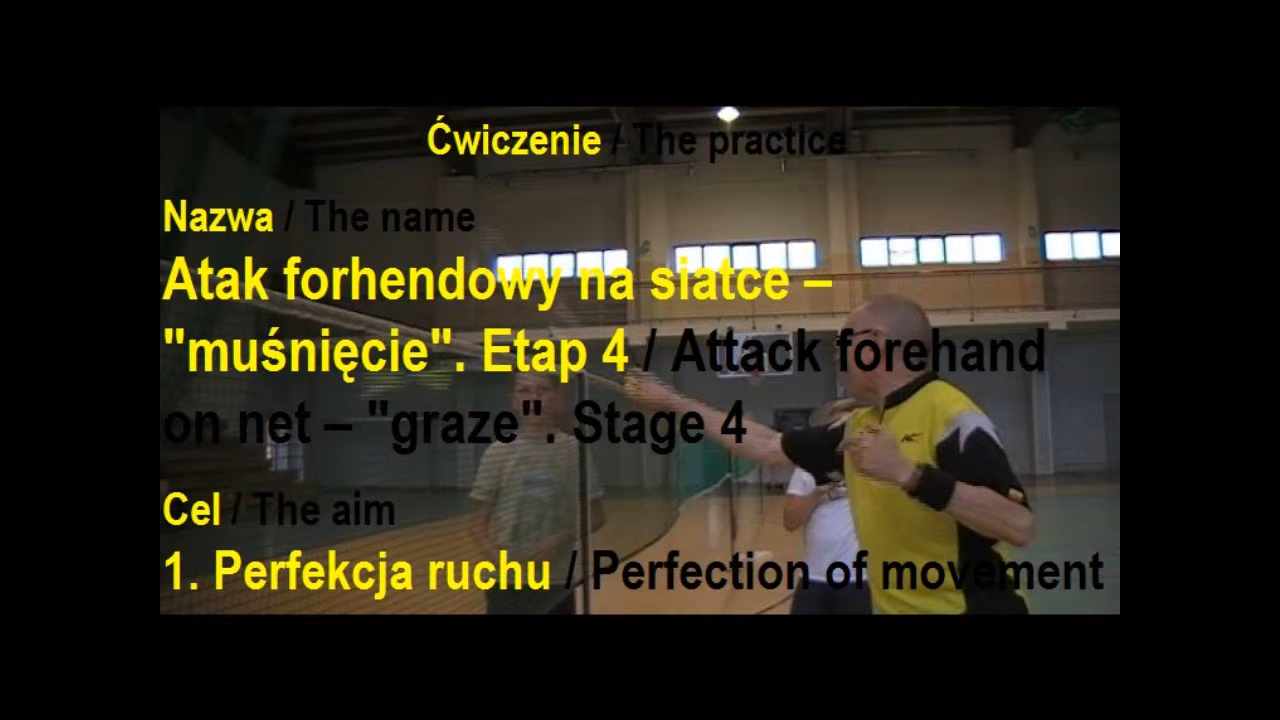 Ćwiczenie / The practice
Nazwa / The name
Atak forhendowy na siatce –
"muśnięcie". Etap 4 / Attack forehand
on net – "graze". Stage 4
Cel / The aim
1. Perfekcja ruchu / Perfection of movement